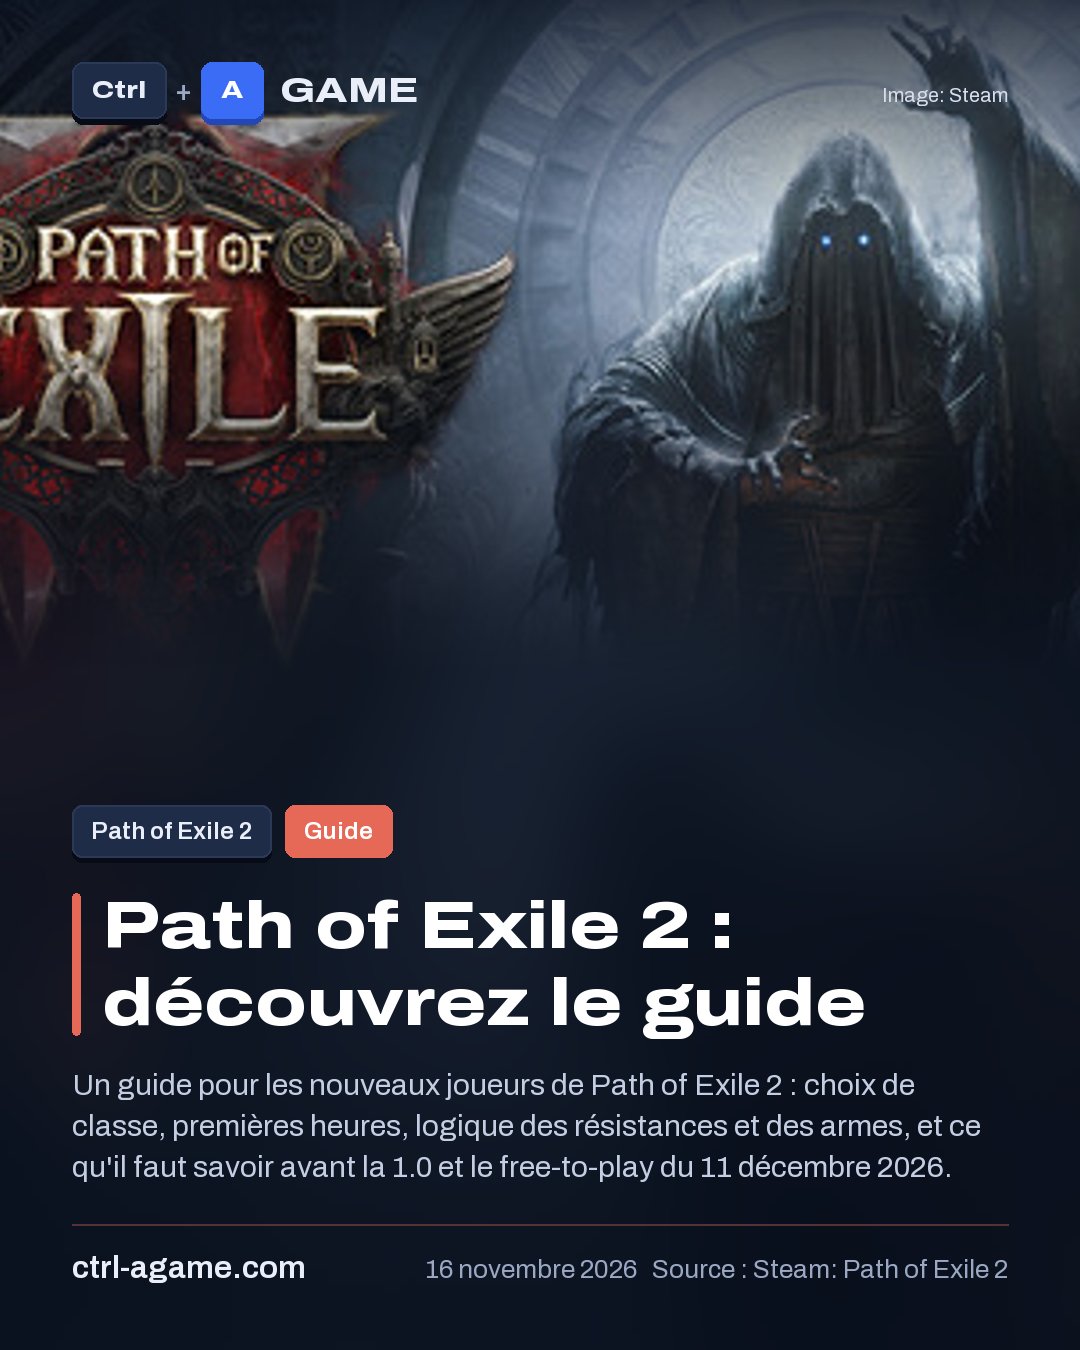 Ctrl + A GAME
Image: Steam
PATH OF
EXILE
Path of Exile 2
Guide
Path of Exile 2 :
découvrez le guide
Un guide pour les nouveaux joueurs de Path of Exile 2 : choix de
classe, premières heures, logique des résistances et des armes, et ce
qu'il faut savoir avant la 1.0 et le free-to-play du 11 décembre 2026.
ctrl-agame.com
16 novembre 2026 Source : Steam: Path of Exile 2